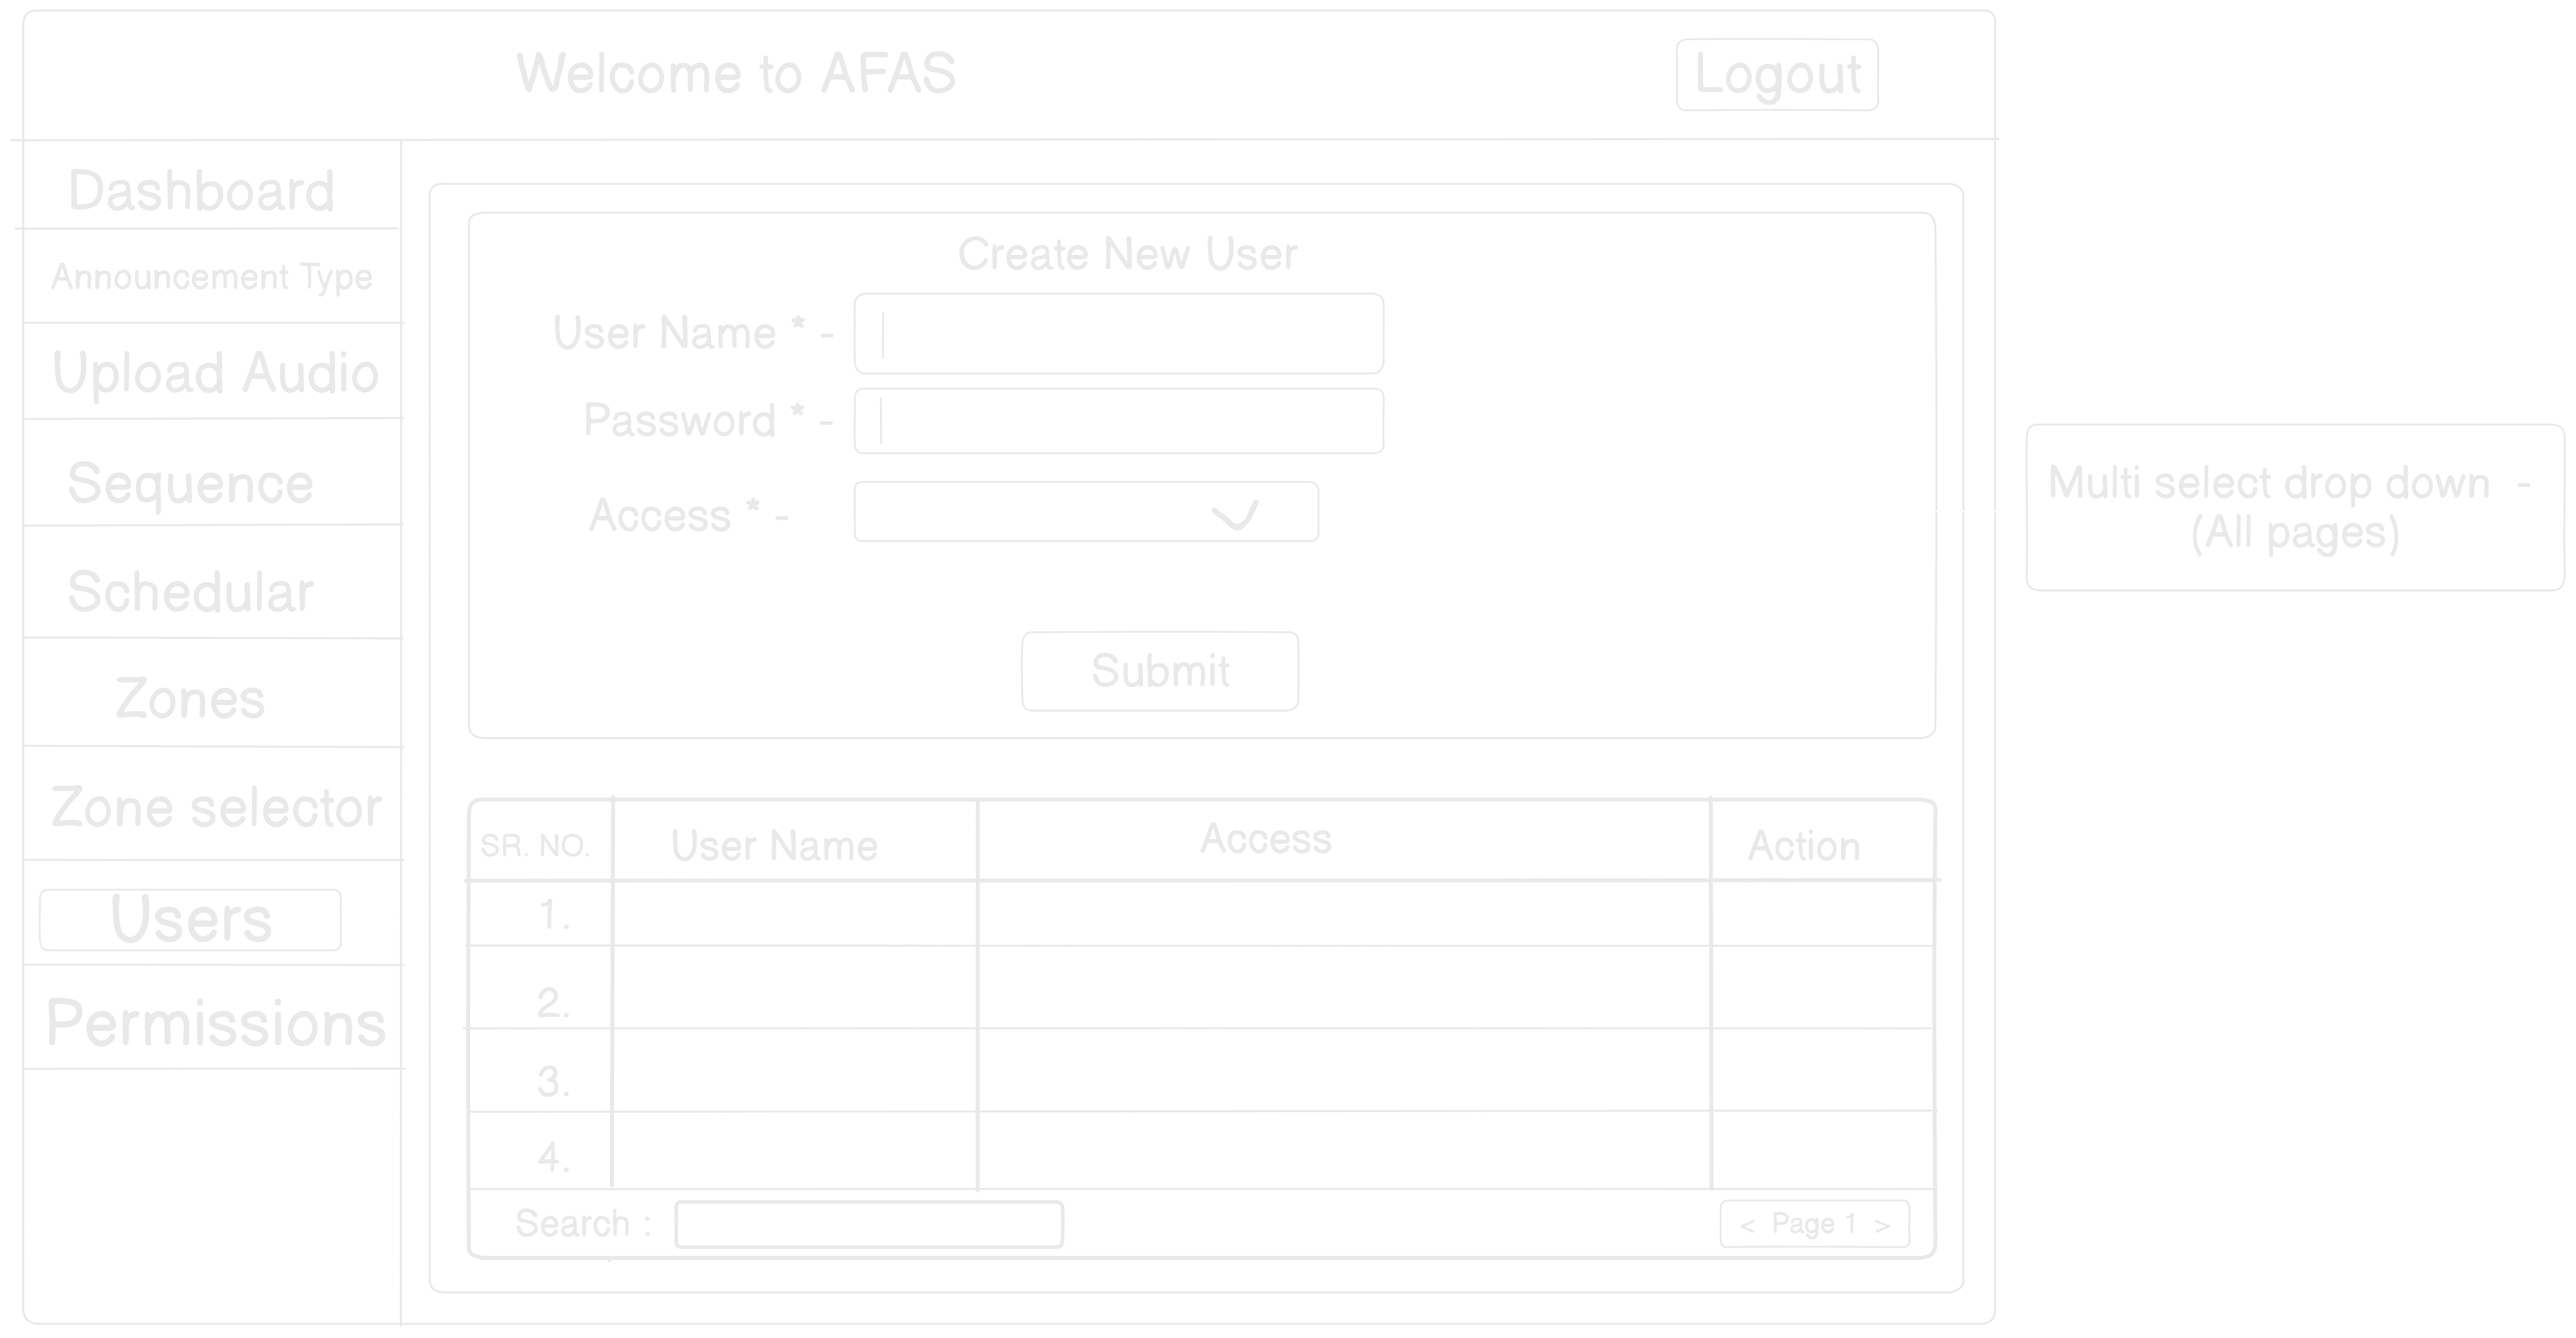 Welcome to AFAS
Logout
Dashboard
Announcement Type
Upload Audio
Sequence
Schedular
Zones
Zone selector
Users
Permissions
Create New User
User Name * -
Password * -
Access * -
Submit
SR. NO. User Name Access Action
1.
2.
3.
4.
Search :
< Page 1 >
Multi select drop down -
(All pages)